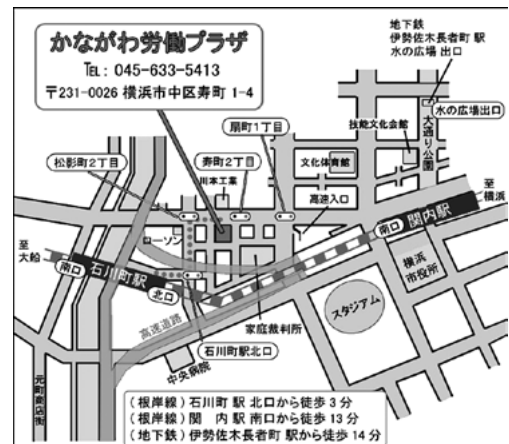 かながわ労働プラザ
TEL: 045-633-5413
〒231-0026 横浜市中区寿町 1-4
地下鉄
伊勢佐木長者町 駅
水の広場 出口
水の広場出口
大通り公園
技能文化会館
扇町1丁目
松影町2丁目
寿町2丁目
文化体育館
川本工業
高速入口
至
横浜
ローソン
南口
関内駅
至
大船
南口
石川町駅
北口
横浜
市役所
スタジアム
高速道路
家庭裁判所
石川町駅北口
中央病院
元町商店街
(根岸線) 石川町 駅 北口から徒歩 3 分
(根岸線) 関 内 駅 南口から徒歩 13 分
(地下鉄) 伊勢佐木長者町 駅から徒歩 14 分